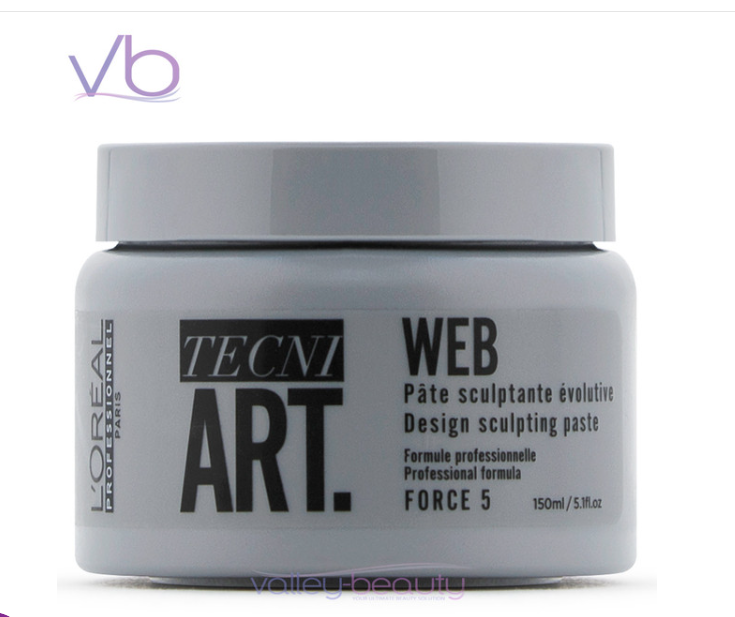 vb
L'ORÉAL
PROFESSIONNEL
PARIS
TECNI
ART.
WEB
Pâte sculptante évolutive
Design sculpting paste
Formule professionnelle
Professional formula
FORCE 5
150ml / 5.1fl.oz
valley-beauty